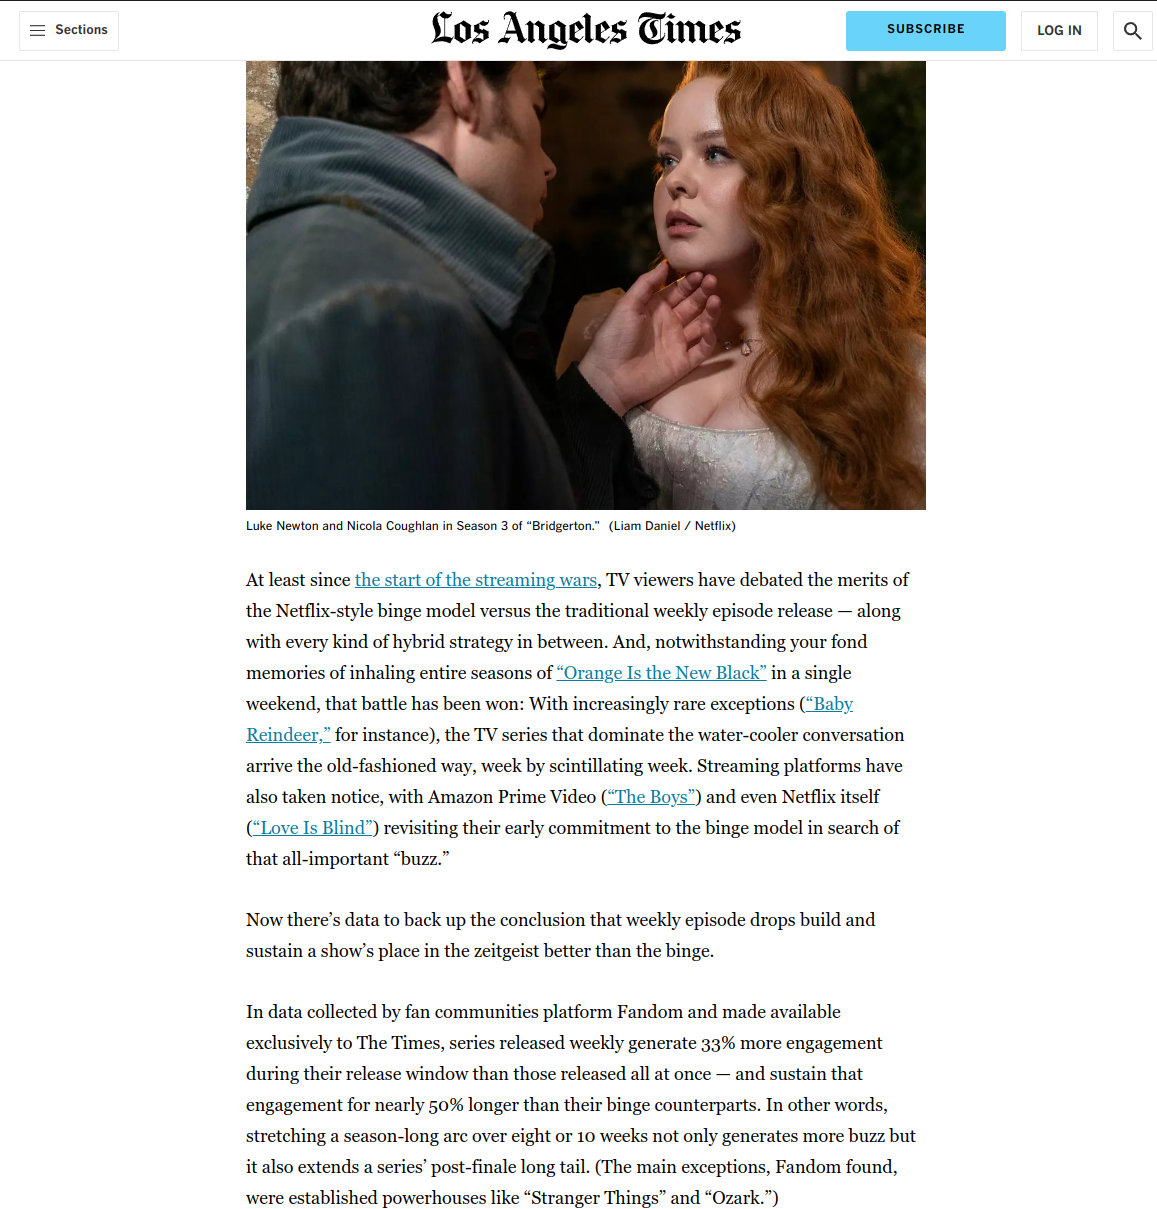 Sections
Los Angeles Times
SUBSCRIBE
LOG IN
Luke Newton and Nicola Coughlan in Season 3 of “Bridgerton.” (Liam Daniel / Netflix)
At least since the start of the streaming wars, TV viewers have debated the merits of
the Netflix-style binge model versus the traditional weekly episode release — along
with every kind of hybrid strategy in between. And, notwithstanding your fond
memories of inhaling entire seasons of “Orange Is the New Black” in a single
weekend, that battle has been won: With increasingly rare exceptions (“Baby
Reindeer,” for instance), the TV series that dominate the water-cooler conversation
arrive the old-fashioned way, week by scintillating week. Streaming platforms have
also taken notice, with Amazon Prime Video (“The Boys”) and even Netflix itself
(“Love Is Blind”) revisiting their early commitment to the binge model in search of
that all-important “buzz.”
Now there’s data to back up the conclusion that weekly episode drops build and
sustain a show’s place in the zeitgeist better than the binge.
In data collected by fan communities platform Fandom and made available
exclusively to The Times, series released weekly generate 33% more engagement
during their release window than those released all at once — and sustain that
engagement for nearly 50% longer than their binge counterparts. In other words,
stretching a season-long arc over eight or 10 weeks not only generates more buzz but
it also extends a series’ post-finale long tail. (The main exceptions, Fandom found,
were established powerhouses like “Stranger Things” and “Ozark.”)